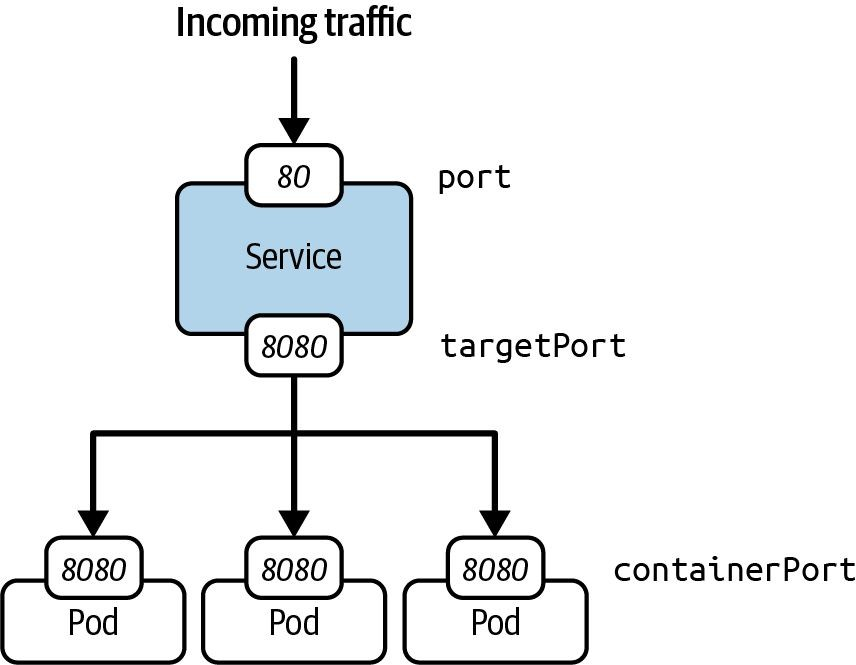 Incoming traffic
80
port
Service
8080
targetPort
8080
8080
8080
containerPort
Pod
Pod
Pod